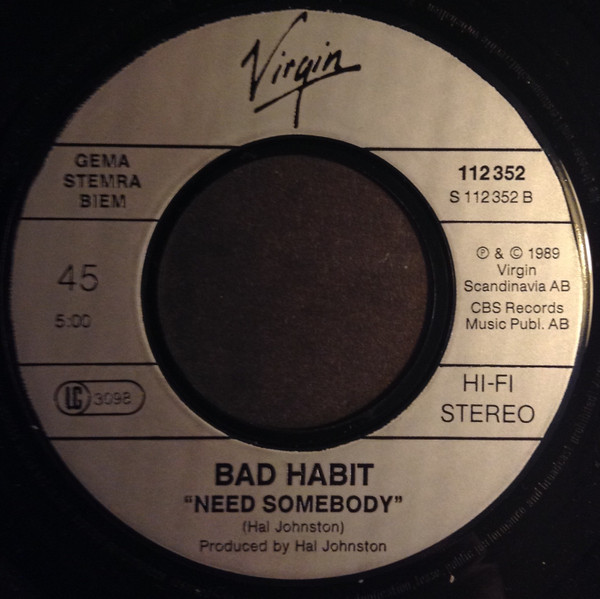 Virgin
GEMA
STEMRA
BIEM
112 352
S 112 352 B
45
5:00
℗ & © 1989
Virgin
Scandinavia AB
CBS Records
Music Publ. AB
LC 3098
HI-FI
STEREO
BAD HABIT
“NEED SOMEBODY”
(Hal Johnston)
Produced by Hal Johnston